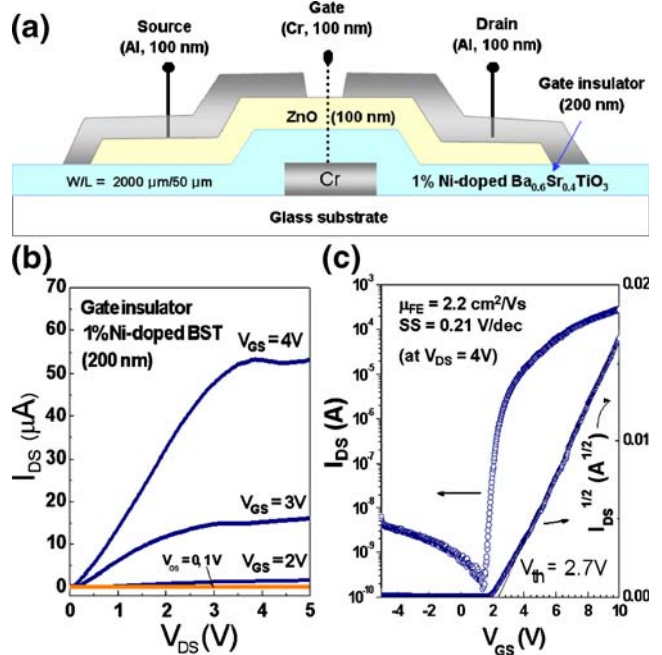 (a)
Source
(Al, 100 nm)
Gate
(Cr, 100 nm)
Drain
(Al, 100 nm)
Gate insulator
(200 nm)
ZnO (100 nm)
W/L = 2000 μm/50 μm
Cr
1% Ni-doped Ba0.6Sr0.4TiO3
Glass substrate
(b)
70
60
50
40
30
20
10
0
IDS (μA)
Gate insulator
1%Ni-doped BST
(200 nm)
VGS=4V
VGS=3V
VGS=0,1V
VGS=2V
0 1 2 3 4 5
VDS (V)
(c)
10-3
10-4
10-5
10-6
10-7
10-8
10-9
10-10
IDS (A)
μFE = 2.2 cm2/Vs
SS = 0.21 V/dec
(at VDS = 4V)
Vth = 2.7V
0.02
0.01
0.00
IDS1/2 (A1/2)
-4 -2 0 2 4 6 8 10
VGS (V)